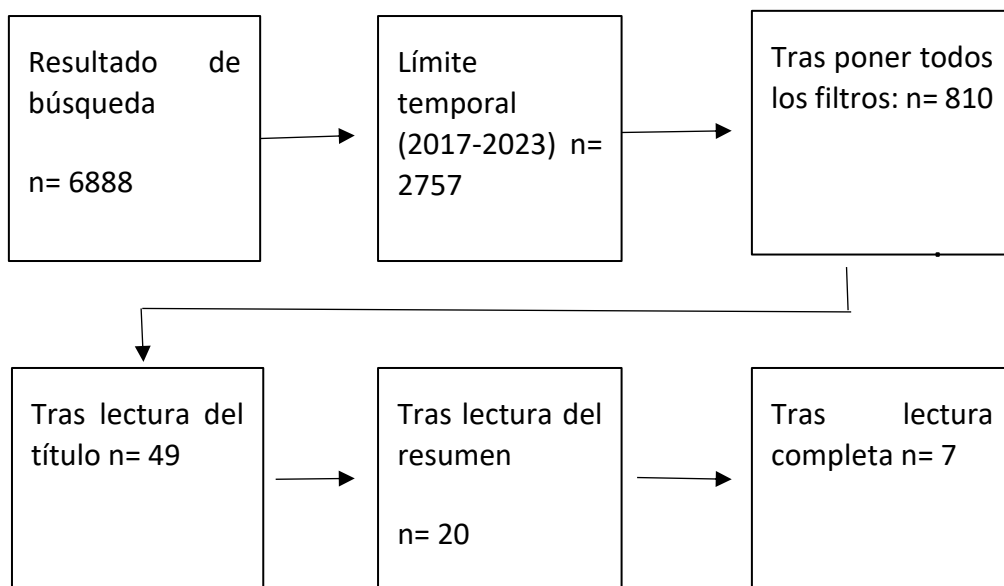 Resultado de
búsqueda
n= 6888
Límite
temporal
(2017-2023) n=
2757
Tras poner todos
los filtros: n= 810
Tras lectura del
título n= 49
Tras lectura del
resumen
n= 20
Tras lectura
completa n= 7